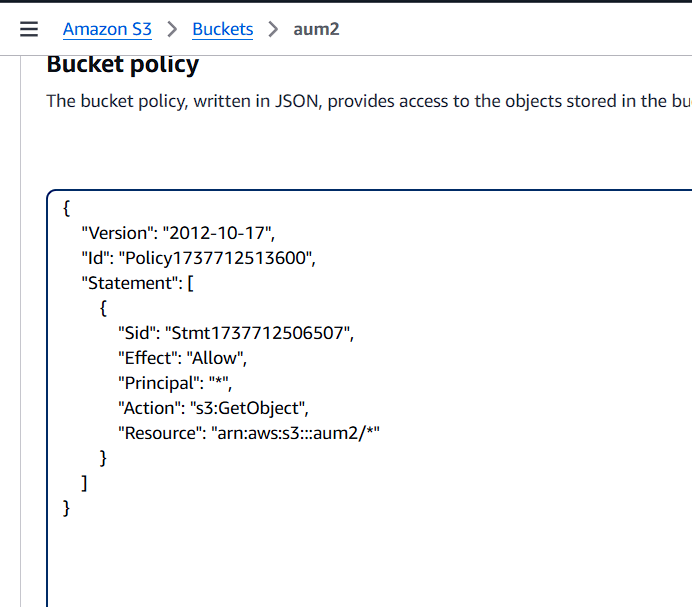 Amazon S3 > Buckets > aum2
Bucket policy
The bucket policy, written in JSON, provides access to the objects stored in the
{
"Version": "2012-10-17",
"Id": "Policy1737712513600",
"Statement": [
{
"Sid": "Stmt1737712506507",
"Effect": "Allow",
"Principal": "*",
"Action": "s3:GetObject",
"Resource": "arn:aws:s3:::aum2/*"
}
]
}